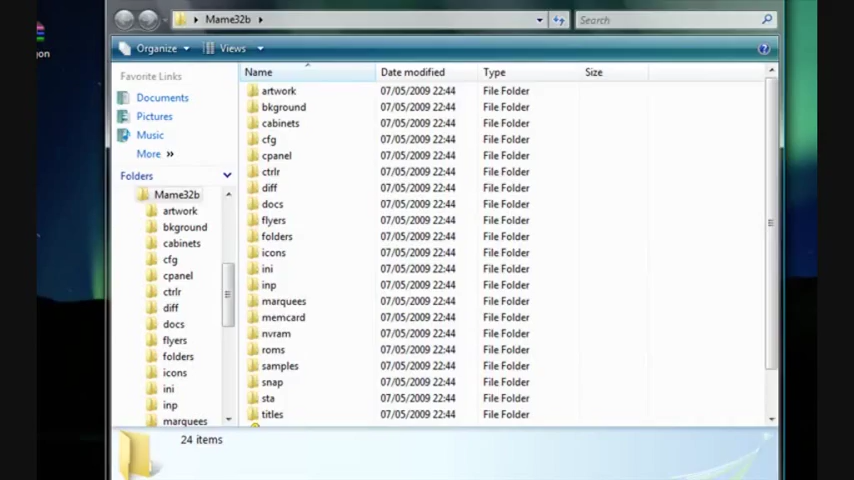 Mame32b
Search
Organize
Views
Favorite Links
Documents
Pictures
Music
More
Folders
Mame32b
artwork
bkground
cabinets
cfg
cpanel
ctrlr
diff
docs
flyers
folders
icons
ini
inp
marquees
Name Date modified Type Size
artwork 07/05/2009 22:44 File Folder
bkground 07/05/2009 22:44 File Folder
cabinets 07/05/2009 22:44 File Folder
cfg 07/05/2009 22:44 File Folder
cpanel 07/05/2009 22:44 File Folder
ctrlr 07/05/2009 22:44 File Folder
diff 07/05/2009 22:44 File Folder
docs 07/05/2009 22:44 File Folder
flyers 07/05/2009 22:44 File Folder
folders 07/05/2009 22:44 File Folder
icons 07/05/2009 22:44 File Folder
ini 07/05/2009 22:44 File Folder
inp 07/05/2009 22:44 File Folder
marquees 07/05/2009 22:44 File Folder
memcard 07/05/2009 22:44 File Folder
nvram 07/05/2009 22:44 File Folder
roms 07/05/2009 22:44 File Folder
samples 07/05/2009 22:44 File Folder
snap 07/05/2009 22:44 File Folder
sta 07/05/2009 22:44 File Folder
titles 07/05/2009 22:44 File Folder
24 items
gon